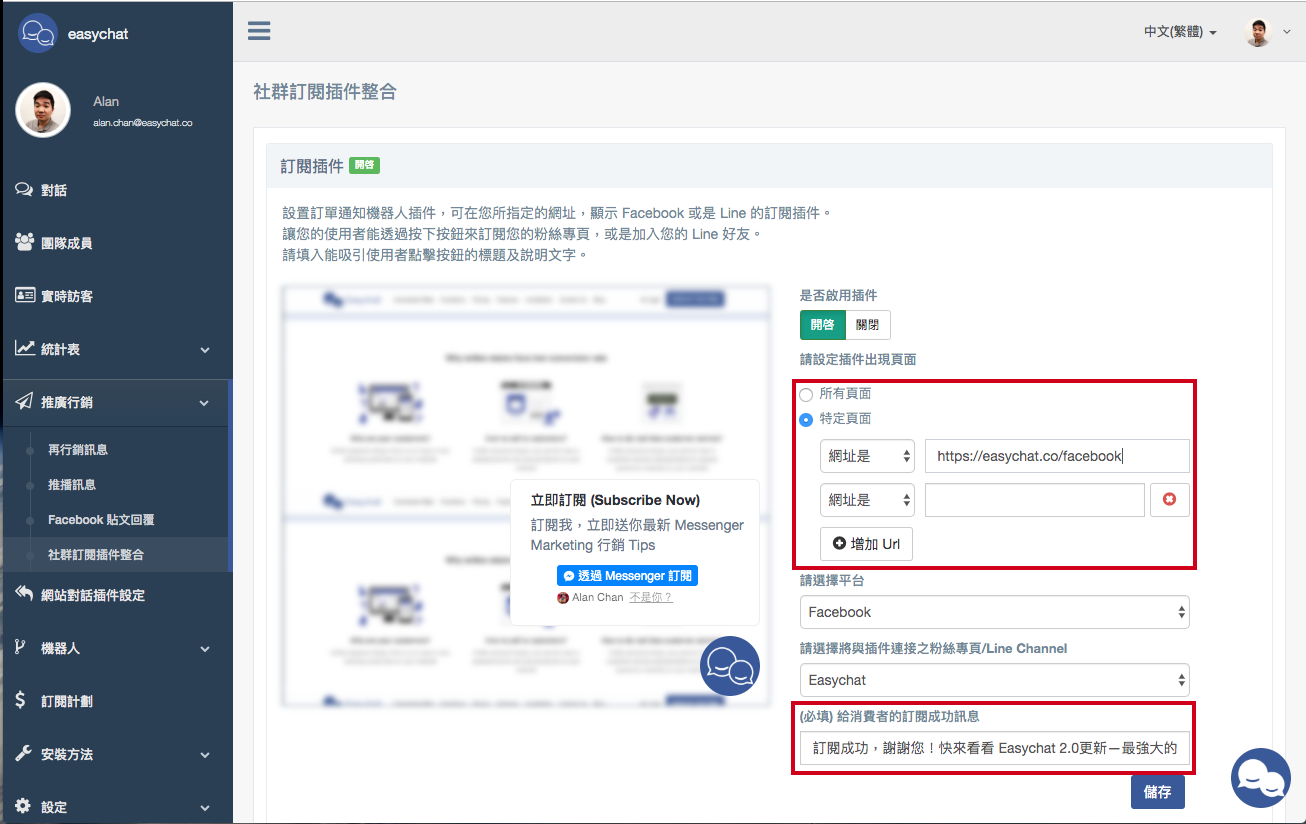 easychat
中文(繁體)
Alan
alan.chan@easychat.co
對話
團隊成員
實時訪客
統計表
推廣行銷
再行銷訊息
推播訊息
Facebook 貼文回覆
社群訂閱插件整合
網站對話插件設定
機器人
訂閱計劃
安裝方法
設定
社群訂閱插件整合
訂閱插件 開啓
設置訂單通知機器人插件，可在您所指定的網址，顯示 Facebook 或是 Line 的訂閱插件。
讓您的使用者能透過按下按鈕來訂閱您的粉絲專頁，或是加入您的 Line 好友。
請填入能吸引使用者點擊按鈕的標題及說明文字。
立即訂閱 (Subscribe Now)
訂閱我，立即送你最新 Messenger
Marketing 行銷 Tips
透過 Messenger 訂閱
Alan Chan 不是你？
是否啟用插件
開啓 關閉
請設定插件出現頁面
所有頁面
特定頁面
網址是 https://easychat.co/facebook
網址是
增加 Url
請選擇平台
Facebook
請選擇將與插件連接之粉絲專頁/Line Channel
Easychat
(必填) 給消費者的訂閱成功訊息
訂閱成功，謝謝您！快來看看 Easychat 2.0更新－最強大的
儲存